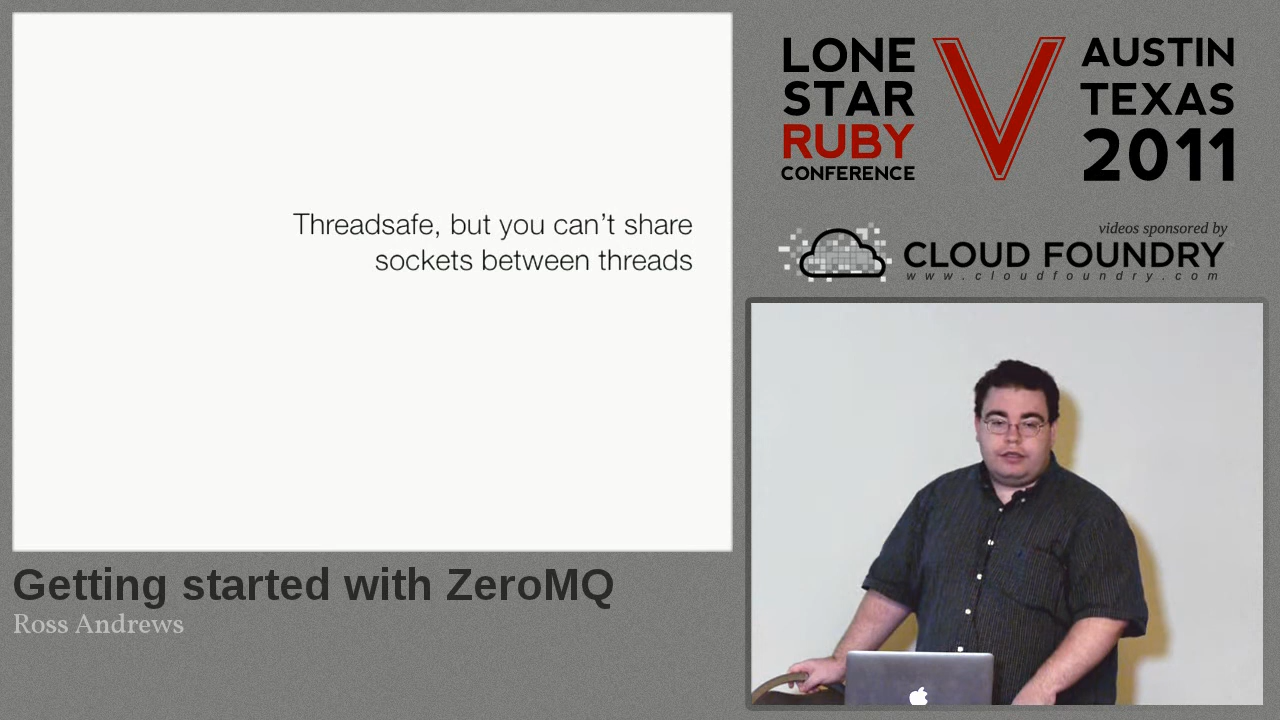 Threadsafe, but you can’t share
sockets between threads
Getting started with ZeroMQ
Ross Andrews
LONE
STAR
RUBY
CONFERENCE
V
AUSTIN
TEXAS
2011
videos sponsored by
CLOUD FOUNDRY
www.cloudfoundry.com